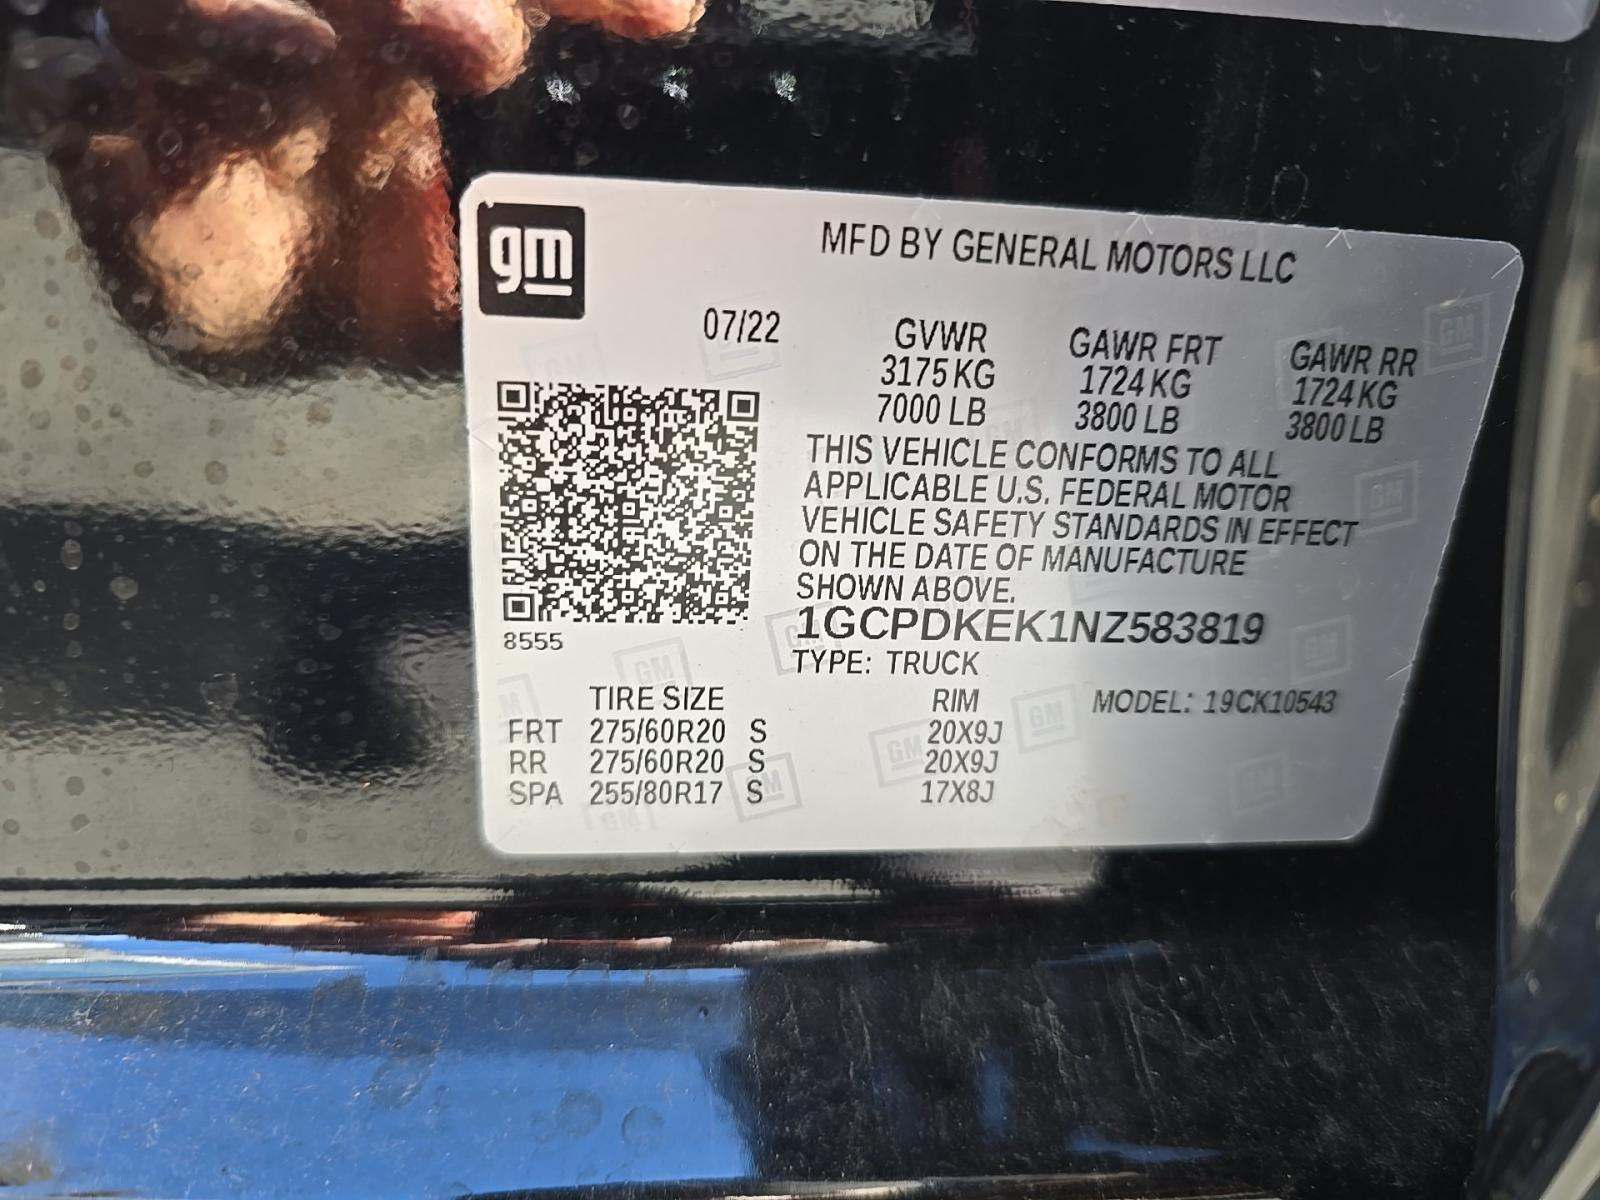 gm
MFD BY GENERAL MOTORS LLC
07/22
GVWR GAWR FRT GAWR RR
3175 KG 1724 KG 1724 KG
7000 LB 3800 LB 3800 LB
THIS VEHICLE CONFORMS TO ALL
APPLICABLE U.S. FEDERAL MOTOR
VEHICLE SAFETY STANDARDS IN EFFECT
ON THE DATE OF MANUFACTURE
SHOWN ABOVE.
8555
1GCPDKEK1NZ583819
TYPE: TRUCK
TIRE SIZE RIM MODEL: 19CK10543
FRT 275/60R20 S 20X9J
RR 275/60R20 S 20X9J
SPA 255/80R17 S 17X8J